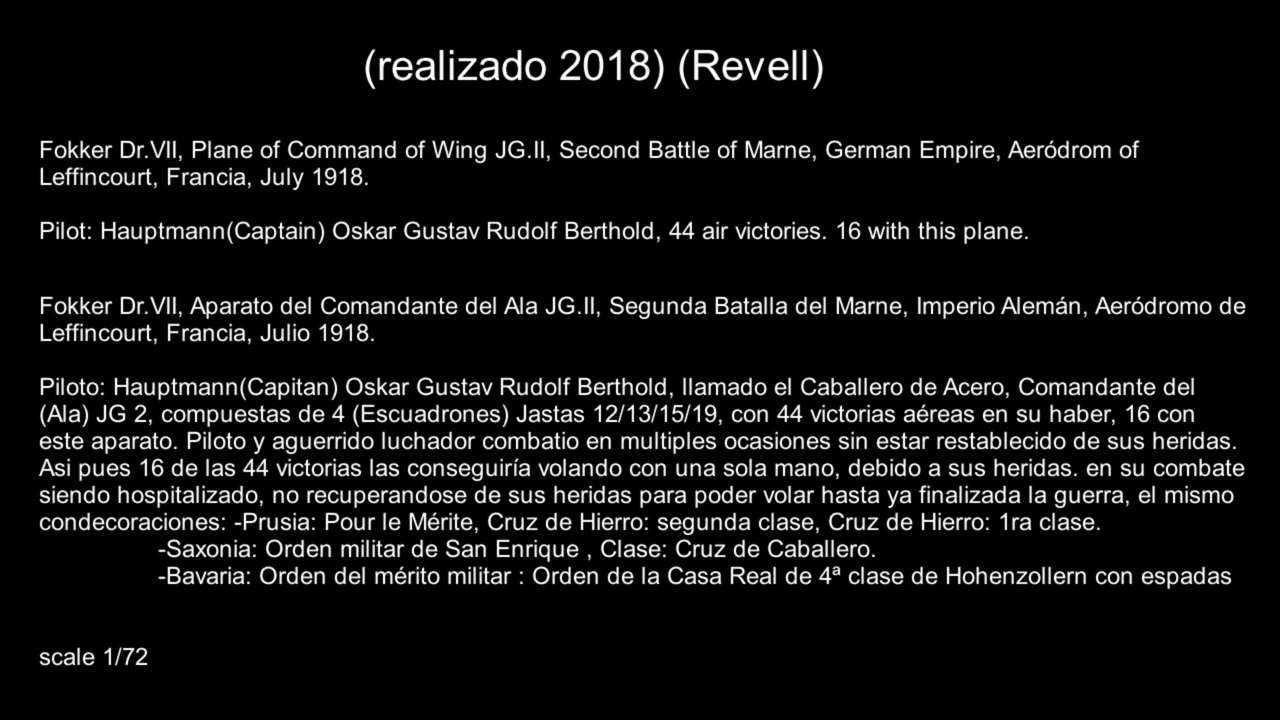 (realizado 2018) (Revell)
Fokker Dr.VII, Plane of Command of Wing JG.II, Second Battle of Marne, German Empire, Aeródrom of
Leffincourt, Francia, July 1918.
Pilot: Hauptmann(Captain) Oskar Gustav Rudolf Berthold, 44 air victories. 16 with this plane.
Fokker Dr.VII, Aparato del Comandante del Ala JG.II, Segunda Batalla del Marne, Imperio Alemán, Aeródromo de
Leffincourt, Francia, Julio 1918.
Piloto: Hauptmann(Capitan) Oskar Gustav Rudolf Berthold, llamado el Caballero de Acero, Comandante del
(Ala) JG 2, compuestas de 4 (Escuadrones) Jastas 12/13/15/19, con 44 victorias aéreas en su haber, 16 con
este aparato. Piloto y aguerrido luchador combatio en multiples ocasiones sin estar restablecido de sus heridas.
Asi pues 16 de las 44 victorias las conseguiría volando con una sola mano, debido a sus heridas. en su combate
siendo hospitalizado, no recuperandose de sus heridas para poder volar hasta ya finalizada la guerra, el mismo
condecoraciones: -Prusia: Pour le Mérite, Cruz de Hierro: segunda clase, Cruz de Hierro: 1ra clase.
-Saxonia: Orden militar de San Enrique , Clase: Cruz de Caballero.
-Bavaria: Orden del mérito militar : Orden de la Casa Real de 4ª clase de Hohenzollern con espadas
scale 1/72